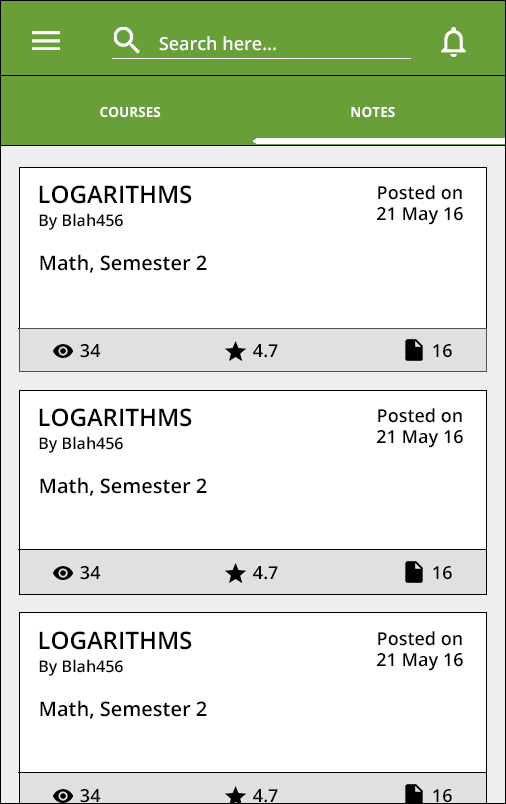 Search here...
COURSES NOTES
LOGARITHMS
By Blah456
Posted on
21 May 16
Math, Semester 2
34 4.7 16
LOGARITHMS
By Blah456
Posted on
21 May 16
Math, Semester 2
34 4.7 16
LOGARITHMS
By Blah456
Posted on
21 May 16
Math, Semester 2
34 4.7 16